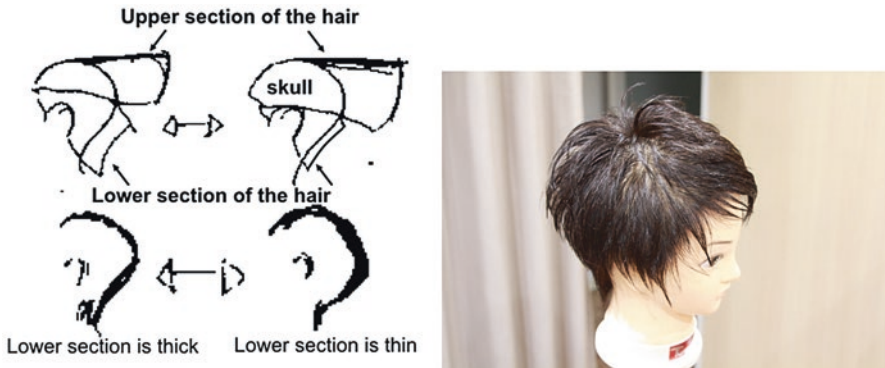 Upper section of the hair
skull
Lower section of the hair
Lower section is thick
Lower section is thin